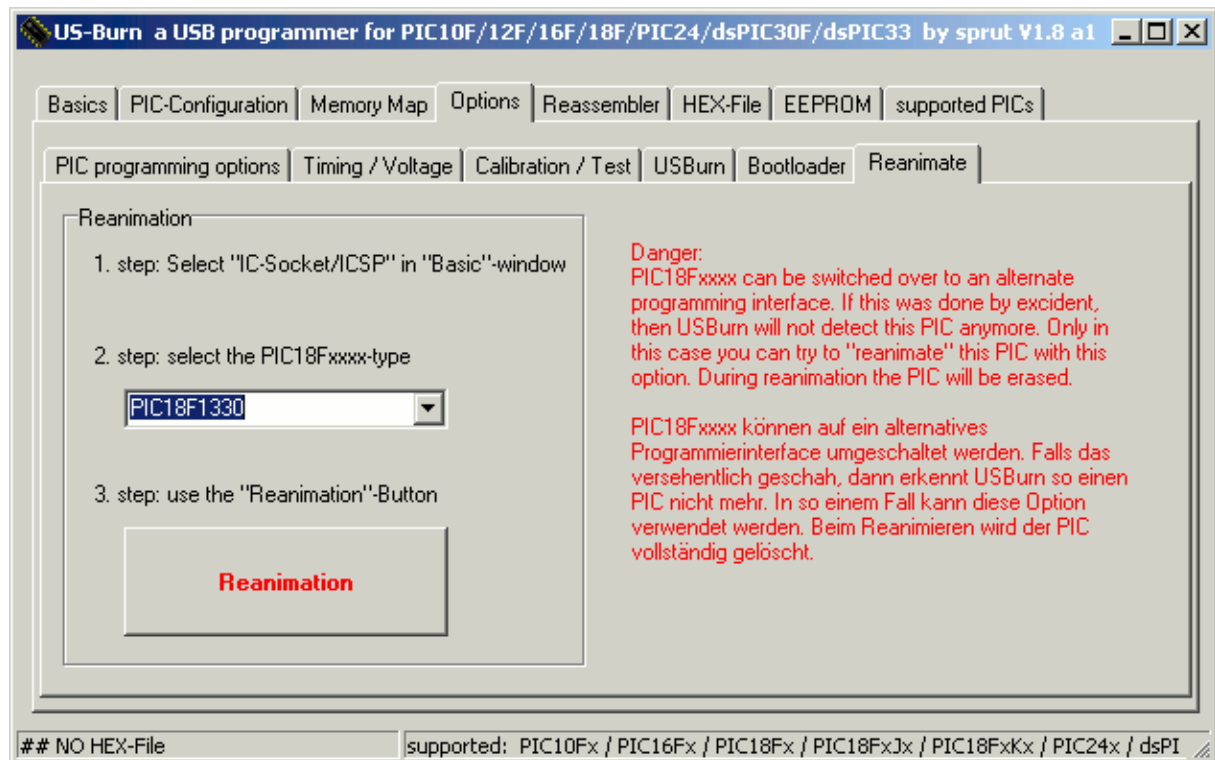 US-Burn a USB programmer for PIC10F/12F/16F/18F/PIC24/dsPIC30F/dsPIC33 by sprut V1.8 a1
Basics PIC-Configuration Memory Map Options Reassembler HEX-File EEPROM supported PICs
PIC programming options Timing / Voltage Calibration / Test USBurn Bootloader Reanimate
Reanimation
1. step: Select "IC-Socket/ICSP" in "Basic"-window
2. step: select the PIC18Fxxxx-type
PIC18F1330
3. step: use the "Reanimation"-Button
Reanimation
Danger:
PIC18Fxxxx can be switched over to an alternate
programming interface. If this was done by excident,
then USBurn will not detect this PIC anymore. Only in
this case you can try to "reanimate" this PIC with this
option. During reanimation the PIC will be erased.
PIC18Fxxxx können auf ein alternatives
Programmierinterface umgeschaltet werden. Falls das
versehentlich geschah, dann erkennt USBurn so einen
PIC nicht mehr. In so einem Fall kann diese Option
verwendet werden. Beim Reanimieren wird der PIC
vollständig gelöscht.
## NO HEX-File
supported: PIC10Fx / PIC16Fx / PIC18Fx / PIC18FxJx / PIC18FxKx / PIC24x / dsPI